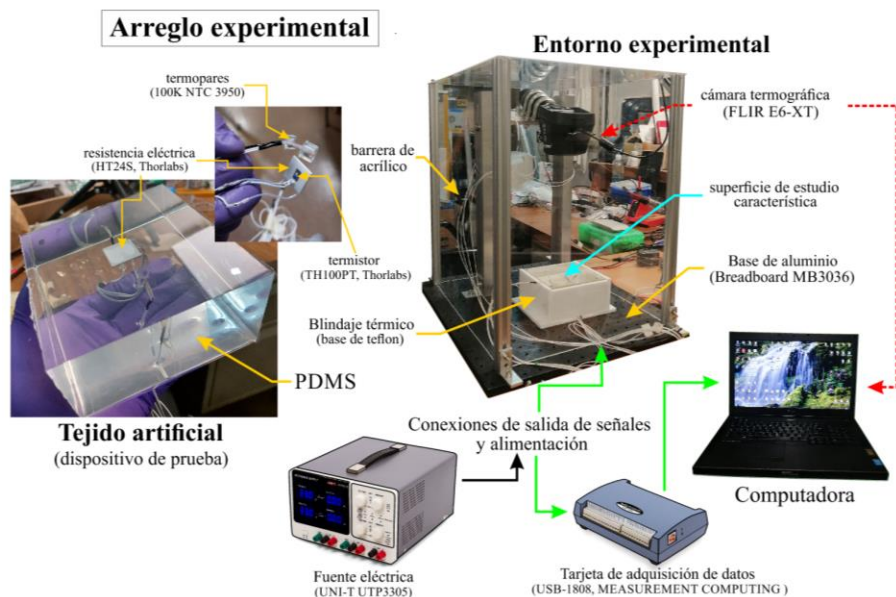 Arreglo experimental
Entorno experimental
termopares
(100K NTC 3950)
resistencia eléctrica
(HT24S, Thorlabs)
termistor
(TH100PT, Thorlabs)
PDMS
Tejido artificial
(dispositivo de prueba)
cámara termográfica
(FLIR E6-XT)
barrera de
acrílico
superficie de estudio
característica
Base de aluminio
(Breadboard MB3036)
Blindaje térmico
(base de teflon)
Conexiones de salida de señales
y alimentación
Computadora
Fuente eléctrica
(UNI-T UTP3305)
Tarjeta de adquisición de datos
(USB-1808, MEASUREMENT COMPUTING )